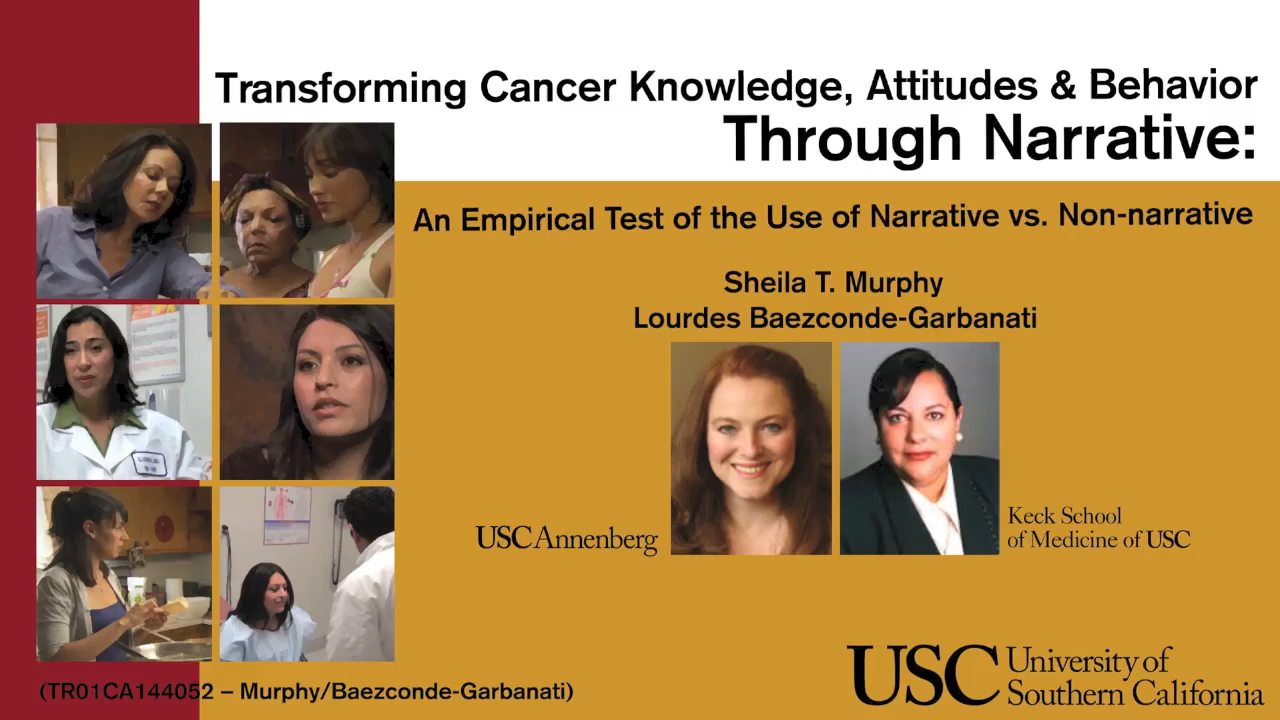 Transforming Cancer Knowledge, Attitudes & Behavior
Through Narrative:
An Empirical Test of the Use of Narrative vs. Non-narrative
Sheila T. Murphy
Lourdes Baezconde-Garbanati
USC Annenberg
Keck School
of Medicine of USC
(TR01CA144052 – Murphy/Baezconde-Garbanati)
USC University of
Southern California